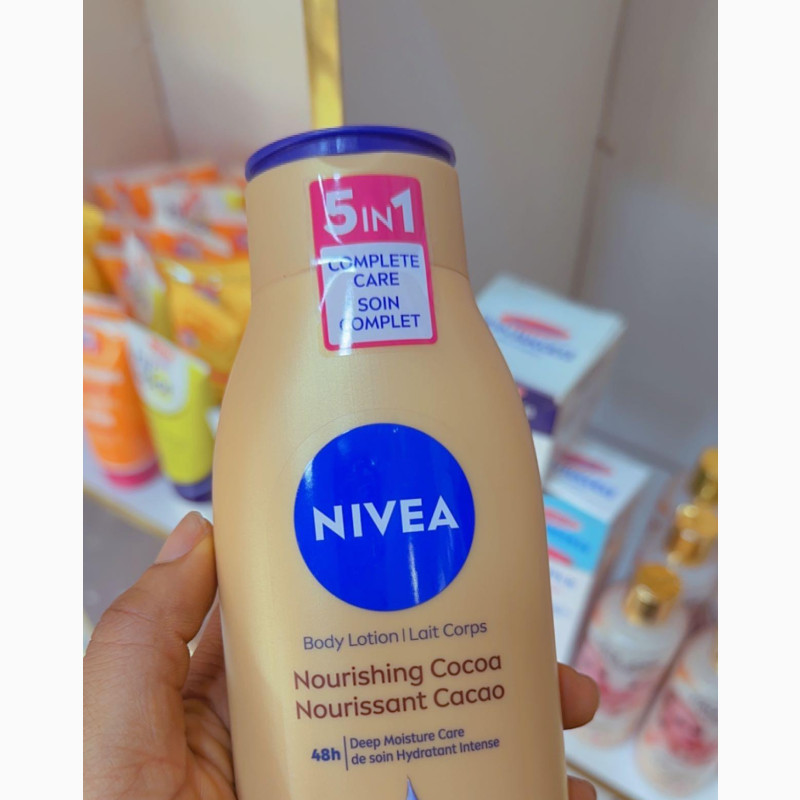 5IN1
COMPLETE
CARE
SOIN
COMPLET
NIVEA
Body Lotion | Lait Corps
Nourishing Cocoa
Nourissant Cacao
48h | Deep Moisture Care
de soin Hydratant Intense